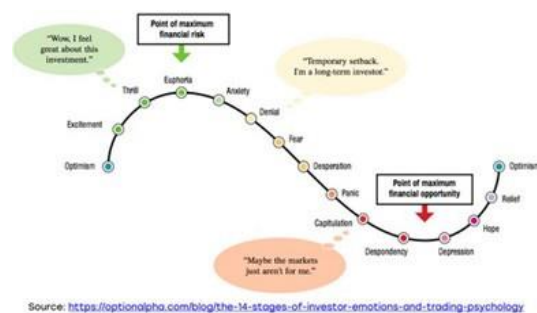 Point of maximum
financial risk
“Wow, I feel
great about this
investment.”
“Temporary setback,
I'm a long-term investor.”
Euphoria
Thrill
Anxiety
Denial
Excitement
Fear
Optimism
Desperation
Panic
Point of maximum
financial opportunity
Optimism
Relief
Capitulation
Hope
Despondency
Depression
“Maybe the markets
just aren't for me.”
Source: https://optionalpha.com/blog/the-14-stages-of-investor-emotions-and-trading-psychology